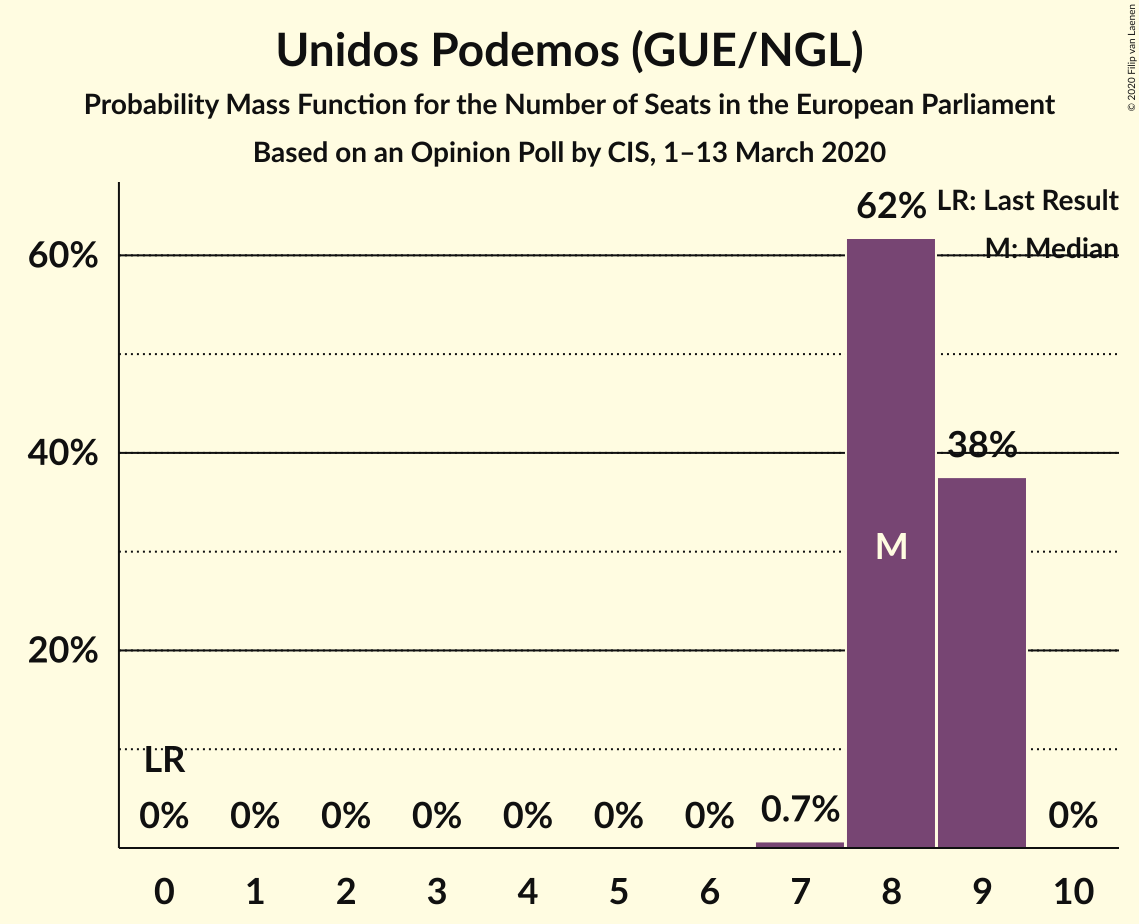 Unidos Podemos (GUE/NGL)
Probability Mass Function for the Number of Seats in the European Parliament
Based on an Opinion Poll by CIS, 1–13 March 2020
© 2020 Filip van Laenen
LR: Last Result
M: Median
62%
60%
38%
40%
M
20%
LR
0% 0% 0% 0% 0% 0% 0% 0.7% 0%
0 1 2 3 4 5 6 7 8 9 10